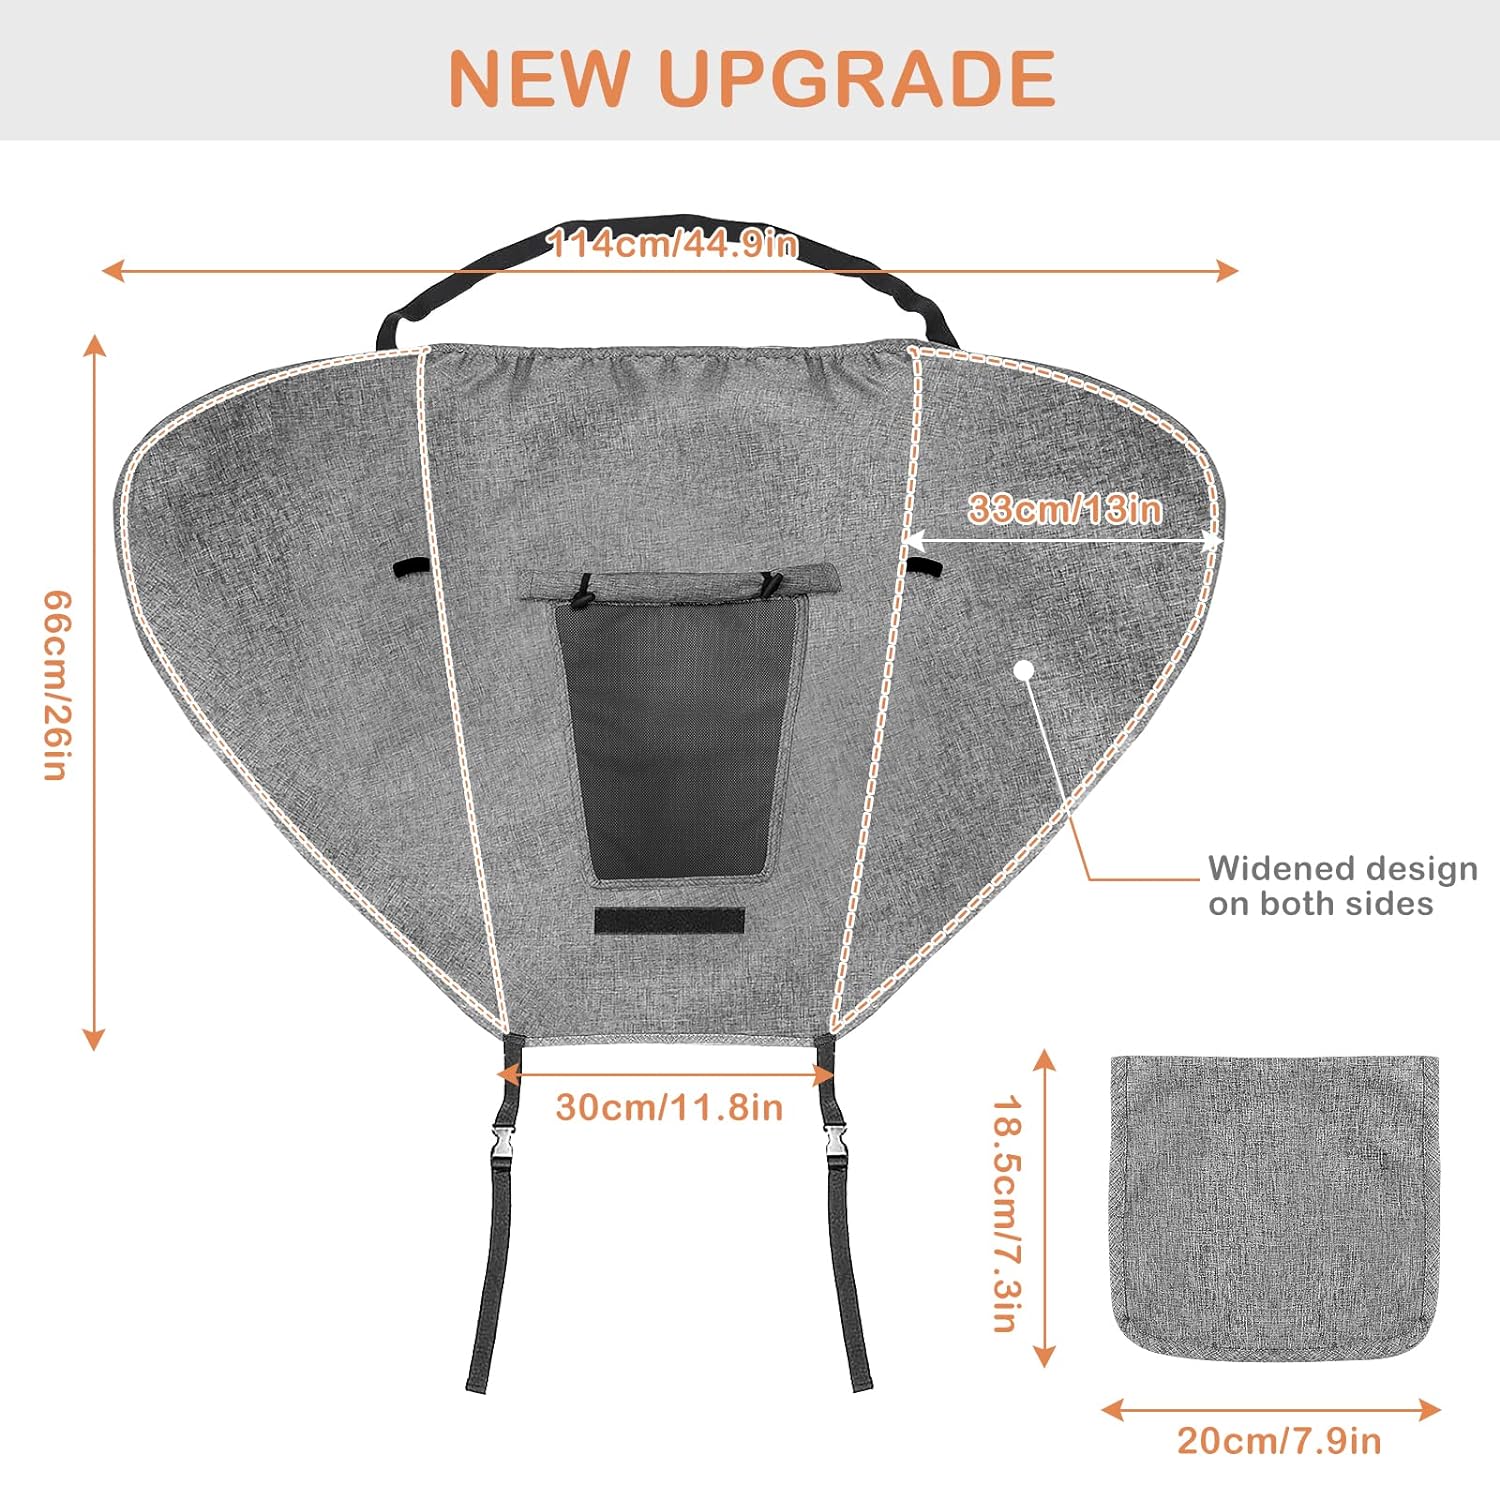 NEW UPGRADE
114cm/44.9in
33cm/13in
66cm/26in
Widened design
on both sides
30cm/11.8in
18.5cm/7.3in
20cm/7.9in